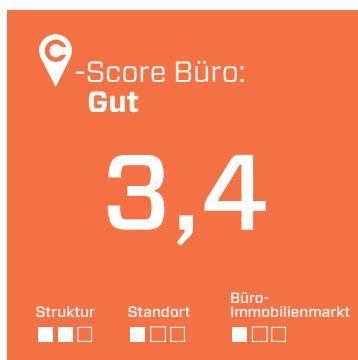 C-Score Büro:
Gut
3,4
Struktur
Standort
Büro-
Immobilienmarkt